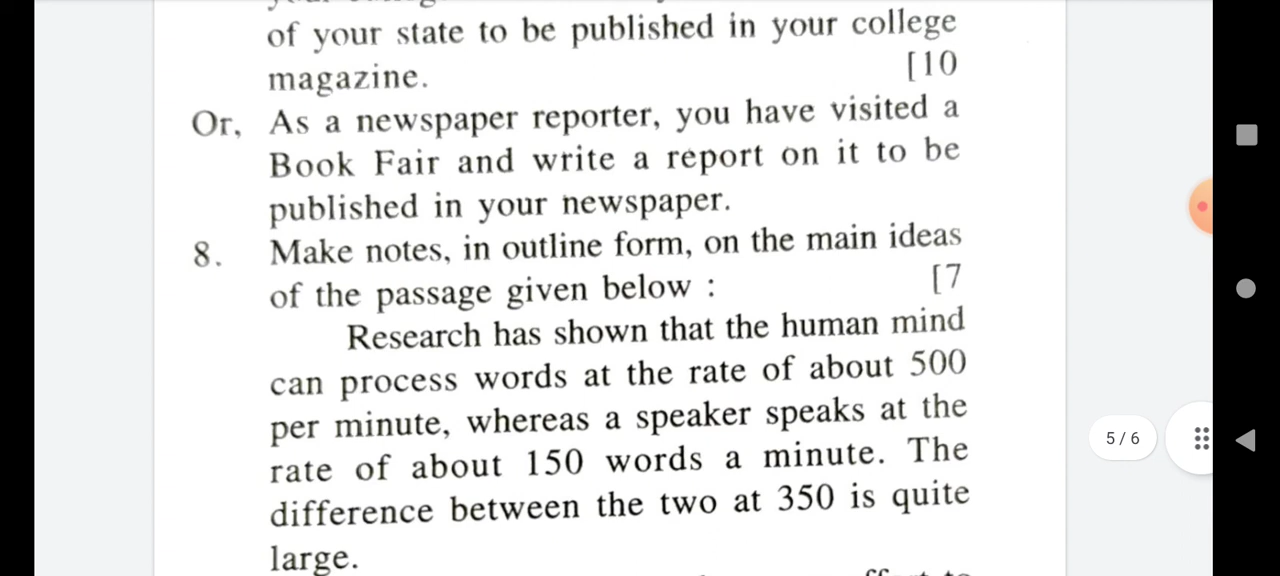 of your state to be published in your college
magazine. [10
Or, As a newspaper reporter, you have visited a
Book Fair and write a report on it to be
published in your newspaper.
8. Make notes, in outline form, on the main ideas
of the passage given below : [7
Research has shown that the human mind
can process words at the rate of about 500
per minute, whereas a speaker speaks at the
rate of about 150 words a minute. The
difference between the two at 350 is quite
large.
5 / 6